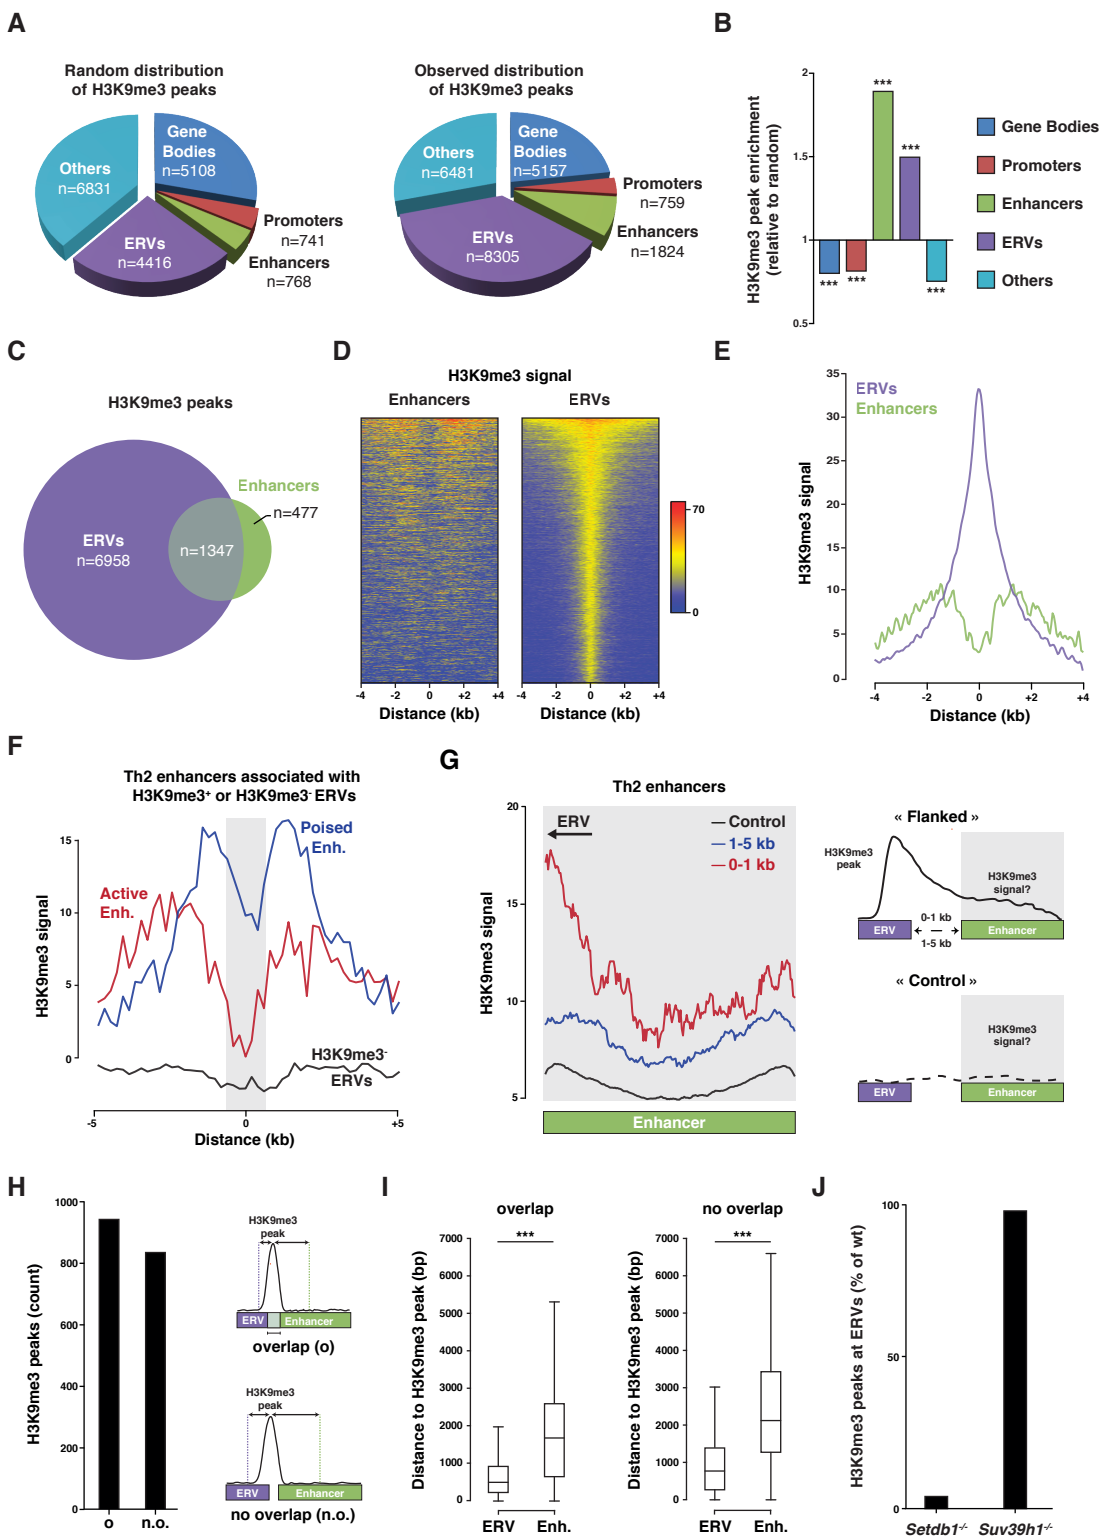 A
Random distribution
of H3K9me3 peaks
Others
n=6831
Gene
Bodies
n=5108
Promoters
n=741
Enhancers
n=768
ERVs
n=4416
Observed distribution
of H3K9me3 peaks
Others
n=6481
Gene
Bodies
n=5157
Promoters
n=759
Enhancers
n=1824
ERVs
n=8305
B
H3K9me3 peak enrichment
(relative to random)
2
1.5
1
0.5
***
***
***
***
***
Gene Bodies
Promoters
Enhancers
ERVs
Others
C
H3K9me3 peaks
ERVs
n=6958
n=1347
Enhancers
n=477
D
H3K9me3 signal
Enhancers
ERVs
70
0
-4 -2 0 +2 +4
-4 -2 0 +2 +4
Distance (kb)
Distance (kb)
E
H3K9me3 signal
35
30
25
20
15
10
5
0
ERVs
Enhancers
-4 -2 0 +2 +4
Distance (kb)
F
Th2 enhancers associated with
H3K9me3+ or H3K9me3- ERVs
H3K9me3 signal
15
10
5
0
Poised
Enh.
Active
Enh.
H3K9me3-
ERVs
-5 0 +5
Distance (kb)
G
Th2 enhancers
H3K9me3 signal
20
15
10
5
ERV
Control
1-5 kb
0-1 kb
Enhancer
« Flanked »
H3K9me3
peak
H3K9me3
signal?
0-1 kb
1-5 kb
ERV
Enhancer
« Control »
H3K9me3
signal?
ERV
Enhancer
H
H3K9me3 peaks (count)
1000
800
600
400
200
0
o n.o.
H3K9me3
peak
ERV
Enhancer
overlap (o)
H3K9me3
peak
ERV
Enhancer
no overlap (n.o.)
I
overlap
Distance to H3K9me3 peak (bp)
7000
6000
5000
4000
3000
2000
1000
0
***
ERV Enh.
no overlap
Distance to H3K9me3 peak (bp)
7000
6000
5000
4000
3000
2000
1000
0
***
ERV Enh.
J
H3K9me3 peaks at ERVs (% of wt)
100
50
0
Setdb1-/- Suv39h1-/-